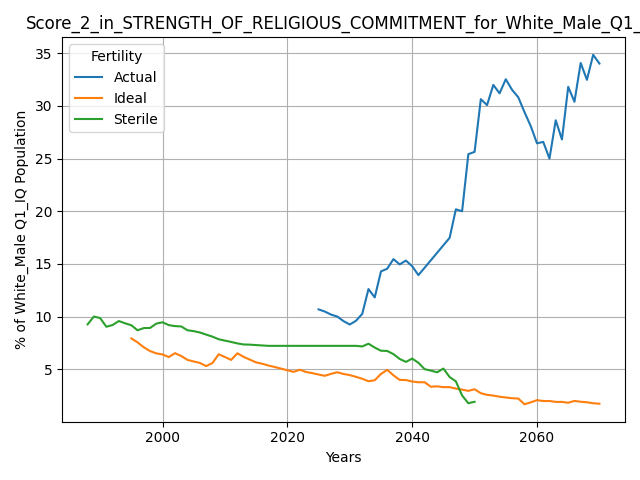 Score_2_in_STRENGTH_OF_RELIGIOUS_COMMITMENT_for_White_Male_Q1_
Fertility
Actual
Ideal
Sterile
% of White_Male Q1_IQ Population
35
30
25
20
15
10
5
2000 2020 2040 2060
Years